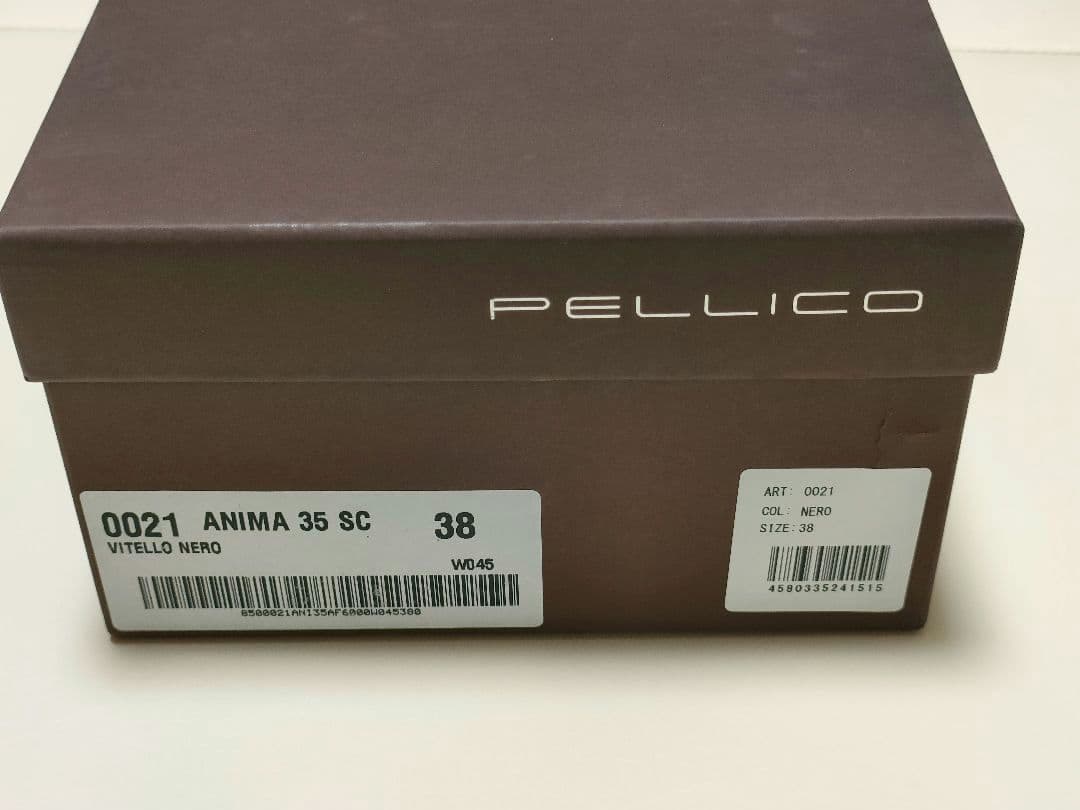 PELLICO
0021 ANIMA 35 SC 38
VITELLO NERO
W045
8500021ANI35AF6000W045380
ART: 0021
COL: NERO
SIZE:38
4580335241515